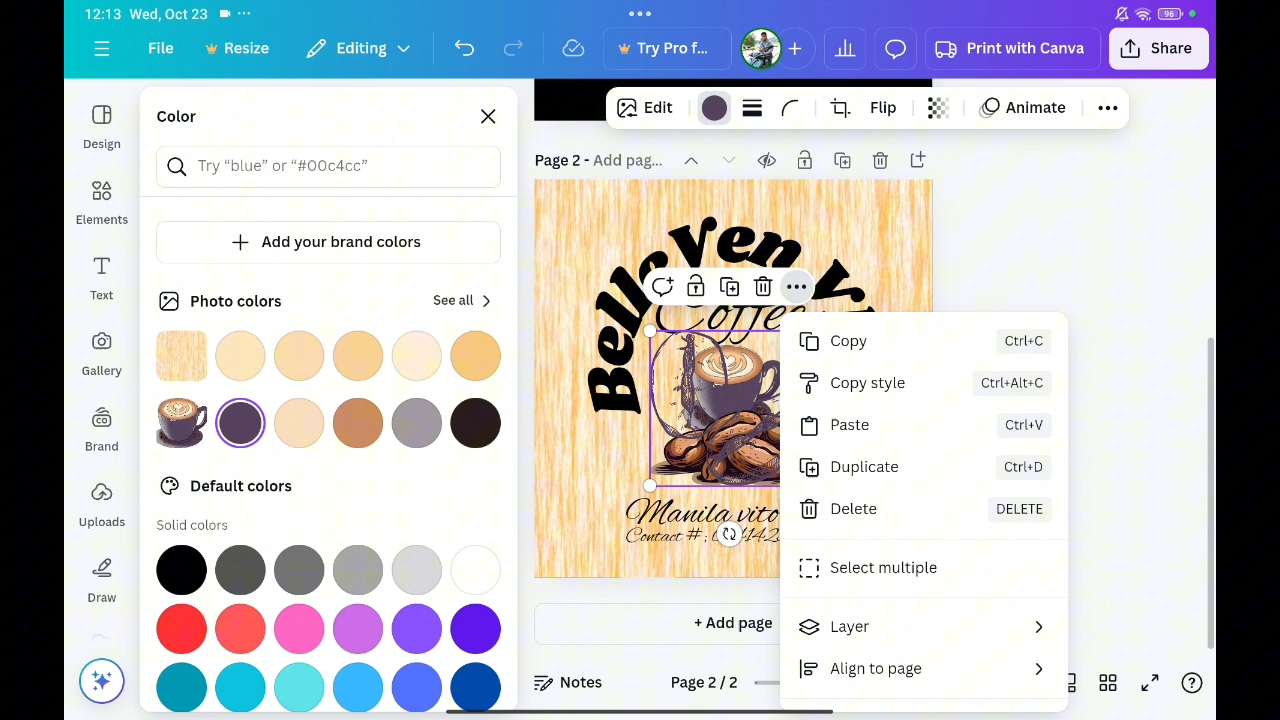 12:13 Wed, Oct 23
96
File
Resize
Editing
Try Pro f...
Print with Canva
Share
Design
Elements
Text
Gallery
Brand
Uploads
Draw
Color
Try “blue” or “#00c4cc”
Add your brand colors
Photo colors
See all
Default colors
Solid colors
Edit
Flip
Animate
Page 2 - Add pag...
Belle Ven V
Coffee
Manila vito
Contact # ;
Copy Ctrl+C
Copy style Ctrl+Alt+C
Paste Ctrl+V
Duplicate Ctrl+D
Delete DELETE
Select multiple
Layer
Align to page
+ Add page
Notes
Page 2 / 2